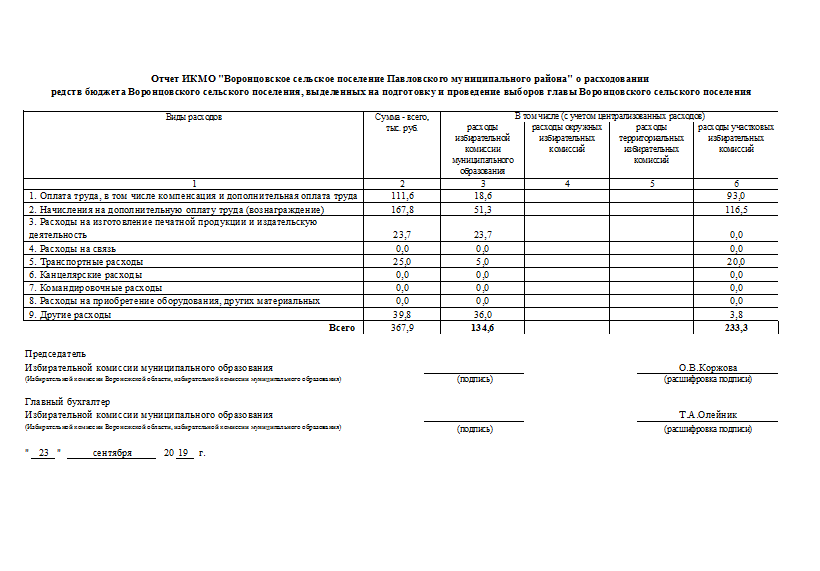 Отчет ИКМО "Воронцовское сельское поселение Павловского муниципального района" о расходовании
редств бюджета Воронцовского сельского поселения, выделенных на подготовку и проведение выборов главы Воронцовского сельского поселения
Виды расходов
Сумма - всего,
тыс. руб.
В том числе (с учетом централизованных расходов)
расходы
избирательной
комиссии
муниципального
образования
расходы окружных
избирательных
комиссий
расходы
территориальных
избирательных
комиссий
расходы участковых
избирательных
комиссий
1 2 3 4 5 6
1. Оплата труда, в том числе компенсация и дополнительная оплата труда 111,6 18,6 93,0
2. Начисления на дополнительную оплату труда (вознаграждение) 167,8 51,3 116,5
3. Расходы на изготовление печатной продукции и издательскую
деятельность 23,7 23,7 0,0
4. Расходы на связь 0,0 0,0 0,0
5. Транспортные расходы 25,0 5,0 20,0
6. Канцелярские расходы 0,0 0,0 0,0
7. Командировочные расходы 0,0 0,0 0,0
8. Расходы на приобретение оборудования, других материальных 0,0 0,0 0,0
9. Другие расходы 39,8 36,0 3,8
Всего 367,9 134,6 233,3
Председатель
Избирательной комиссии муниципального образования О.В.Коржова
(Избирательной комиссии Воронежской области, избирательной комиссии муниципального образования) (подпись) (расшифровка подписи)
Главный бухгалтер
Избирательной комиссии муниципального образования Т.А.Олейник
(Избирательной комиссии Воронежской области, избирательной комиссии муниципального образования) (подпись) (расшифровка подписи)
" 23 " сентября 20 19 г.